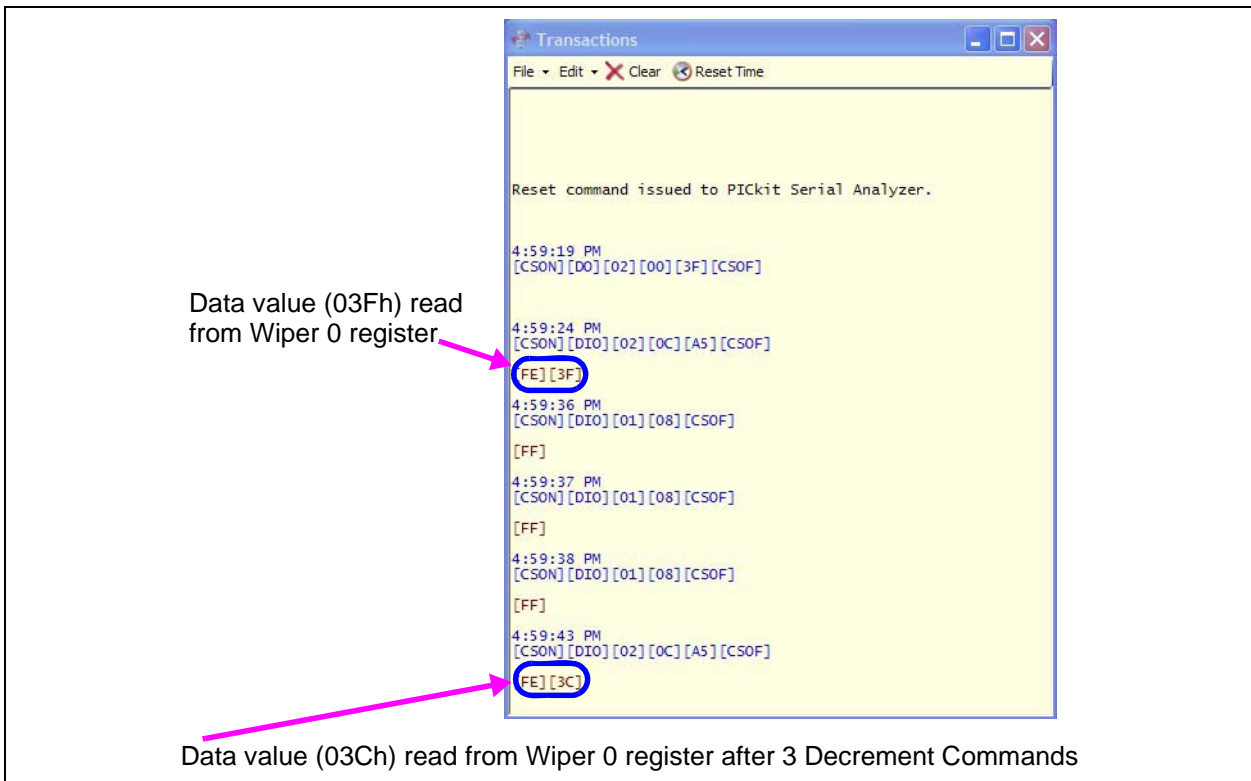 Transactions
File Edit Clear Reset Time
Reset command issued to PICkit Serial Analyzer.
4:59:19 PM
[CSON][DO][02][00][3F][CSOF]
Data value (03Fh) read
from Wiper 0 register
4:59:24 PM
[CSON][DIO][02][0C][A5][CSOF]
[FE][3F]
4:59:36 PM
[CSON][DIO][01][08][CSOF]
[FF]
4:59:37 PM
[CSON][DIO][01][08][CSOF]
[FF]
4:59:38 PM
[CSON][DIO][01][08][CSOF]
[FF]
4:59:43 PM
[CSON][DIO][02][0C][A5][CSOF]
[FE][3C]
Data value (03Ch) read from Wiper 0 register after 3 Decrement Commands